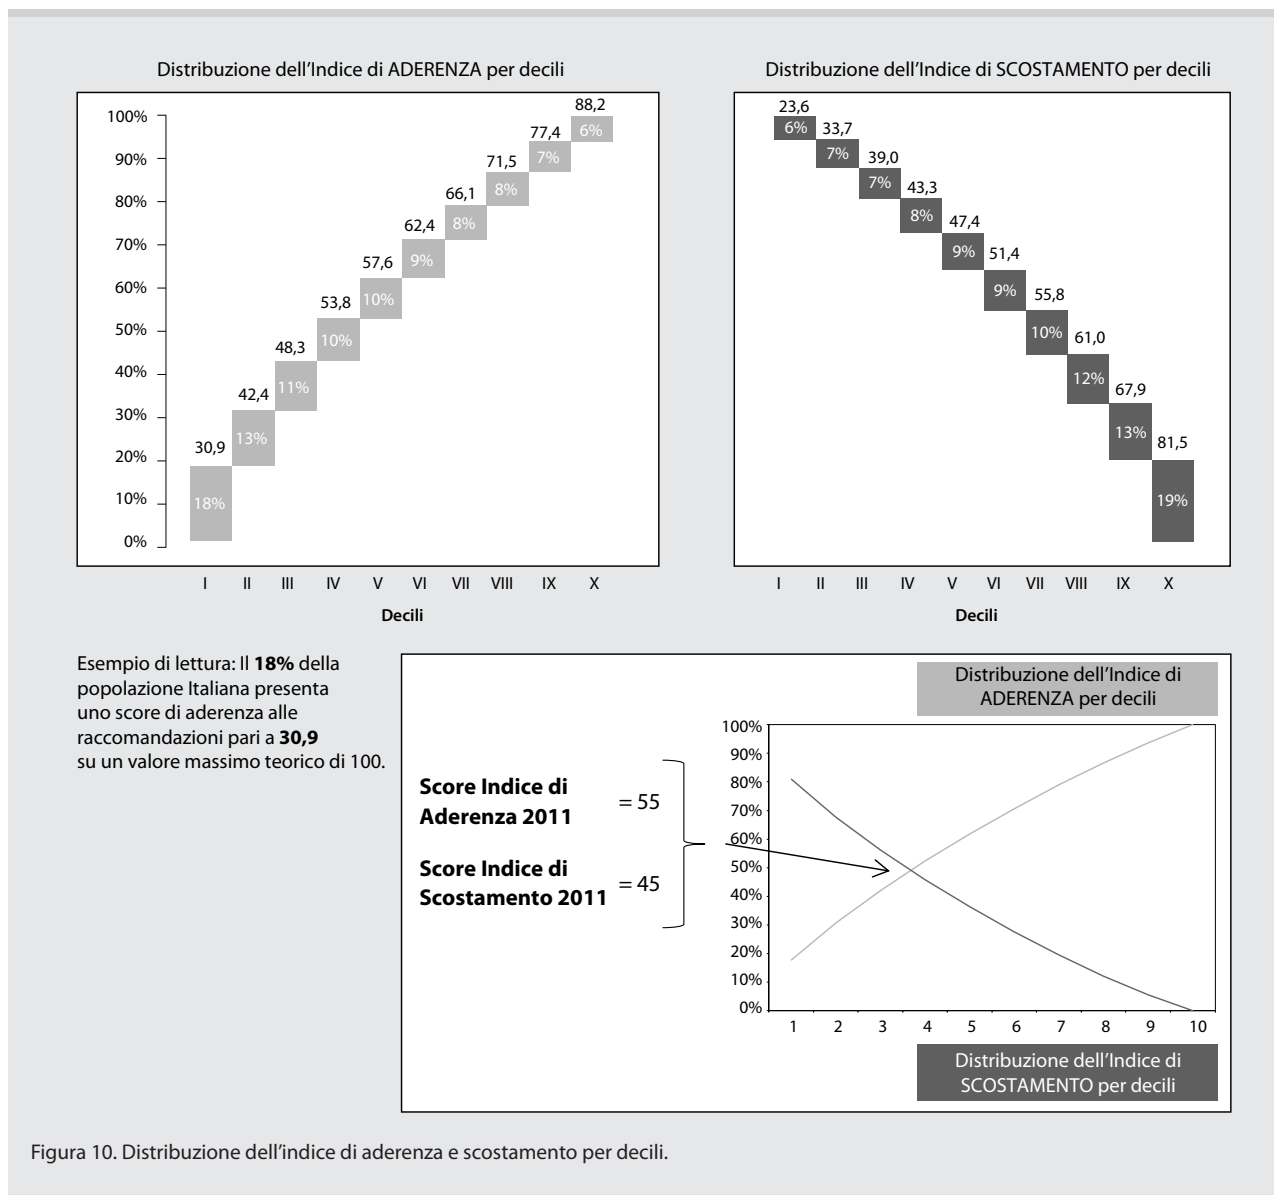 Distribuzione dell'Indice di ADERENZA per decili
100%
90%
80%
70%
60%
50%
40%
30%
20%
10%
0%
30,9
42,4
48,3
53,8
57,6
62,4
66,1
71,5
77,4
88,2
18%
13%
11%
10%
10%
9%
8%
8%
7%
6%
I II III IV V VI VII VIII IX X
Decili
Distribuzione dell'Indice di SCOSTAMENTO per decili
23,6
33,7
39,0
43,3
47,4
51,4
55,8
61,0
67,9
81,5
6%
7%
7%
8%
9%
9%
10%
12%
13%
19%
I II III IV V VI VII VIII IX X
Decili
Esempio di lettura: Il 18% della
popolazione Italiana presenta
uno score di aderenza alle
raccomandazioni pari a 30,9
su un valore massimo teorico di 100.
Score Indice di
Aderenza 2011 = 55
Score Indice di
Scostamento 2011 = 45
Distribuzione dell'Indice di
ADERENZA per decili
100%
90%
80%
70%
60%
50%
40%
30%
20%
10%
0%
1 2 3 4 5 6 7 8 9 10
Distribuzione dell'Indice di
SCOSTAMENTO per decili
Figura 10. Distribuzione dell'indice di aderenza e scostamento per decili.